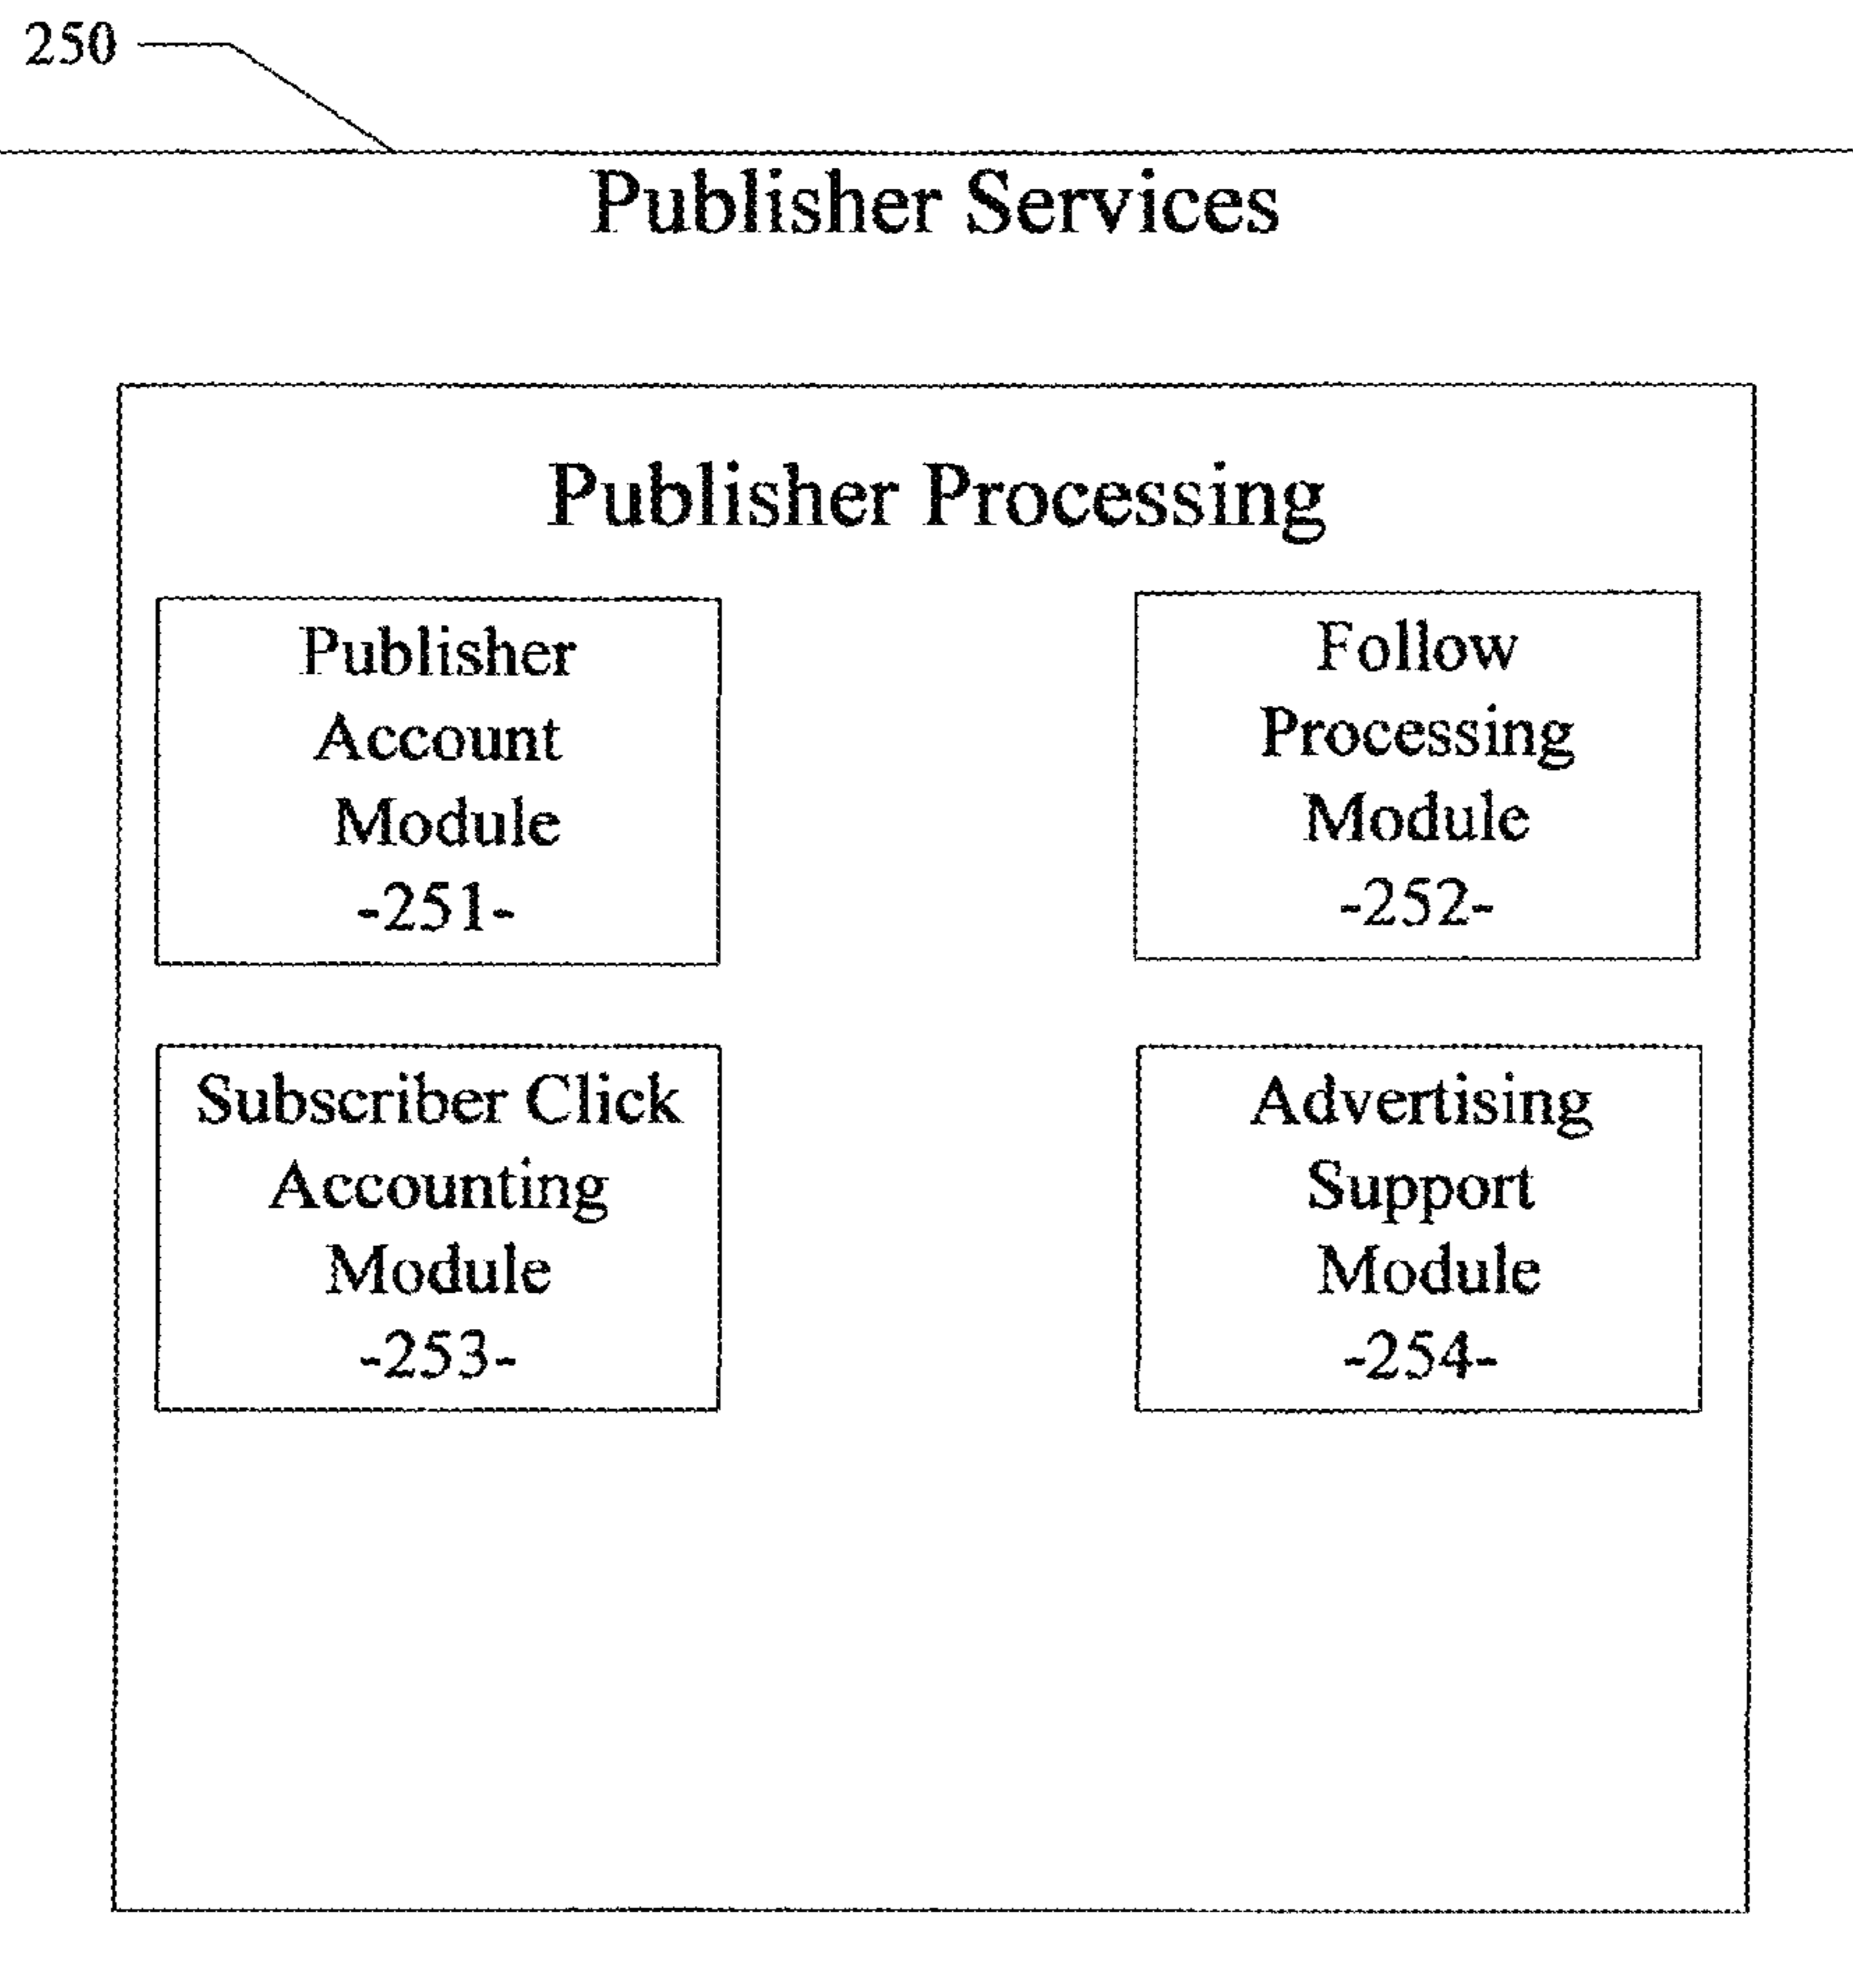 250
Publisher Services
Publisher Processing
Publisher
Account
Module
-251-
Follow
Processing
Module
-252-
Subscriber Click
Accounting
Module
-253-
Advertising
Support
Module
-254-